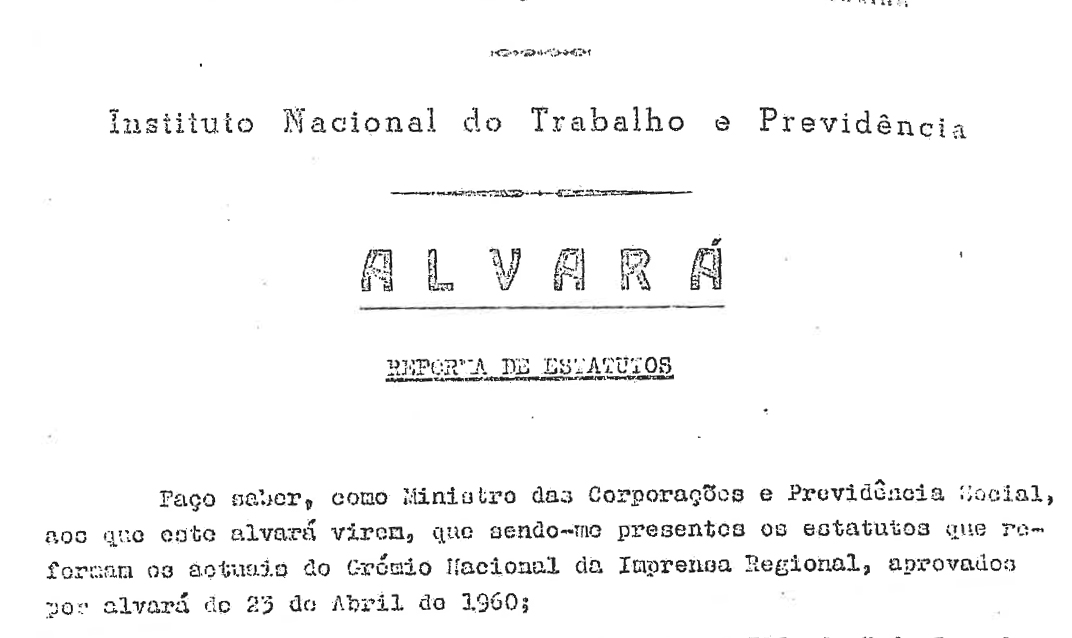 Instituto Nacional do Trabalho e Previdência
ALVARÁ
REFORMA DE ESTATUTOS
Faço saber, como Ministro das Corporações e Previdência Social,
aos que este alvará virem, que sendo-me presentes os estatutos que re-
formam os actuais do Grémio Nacional da Imprensa Regional, aprovados
por alvará de 23 de Abril de 1960;